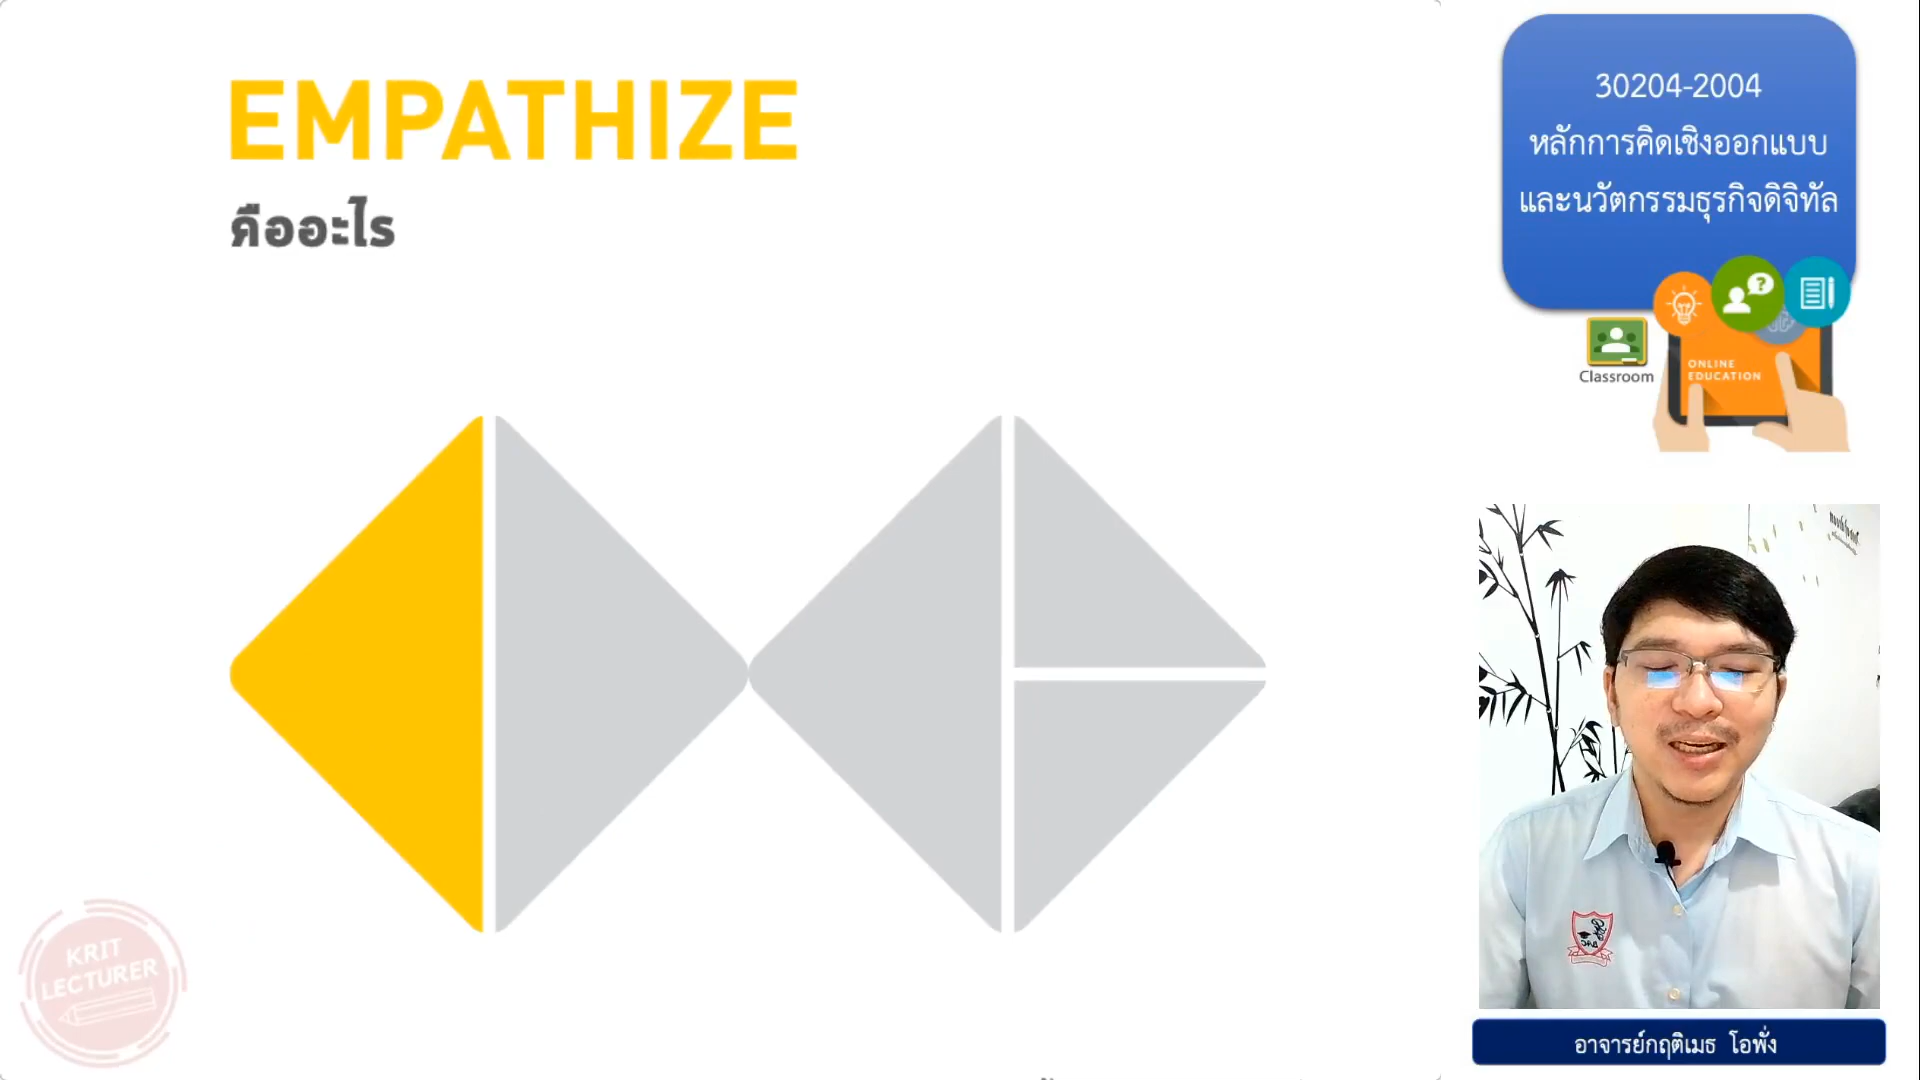 EMPATHIZE
คืออะไร
30204-2004
หลักการคิดเชิงออกแบบ
และนวัตกรรมธุรกิจดิจิทัล
ONLINE
EDUCATION
Classroom
KRIT
LECTURER
อาจารย์กฤติเมธ โอพั่ง